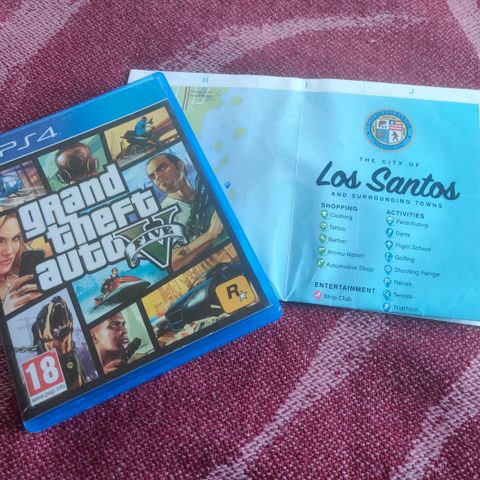 PS4
grand
theft
auto
V
FIVE
R
18
www.pegi.info
H
J
THE CITY OF
Los Santos
AND SURROUNDING TOWNS
SHOPPING
Clothing
Tattoo
Barber
Ammu-Nation
Automotive Shop
ENTERTAINMENT
Strip Club
ACTIVITIES
Parachuting
Darts
Flight School
Golfing
Shooting Range
Races
Tennis
Triathlon